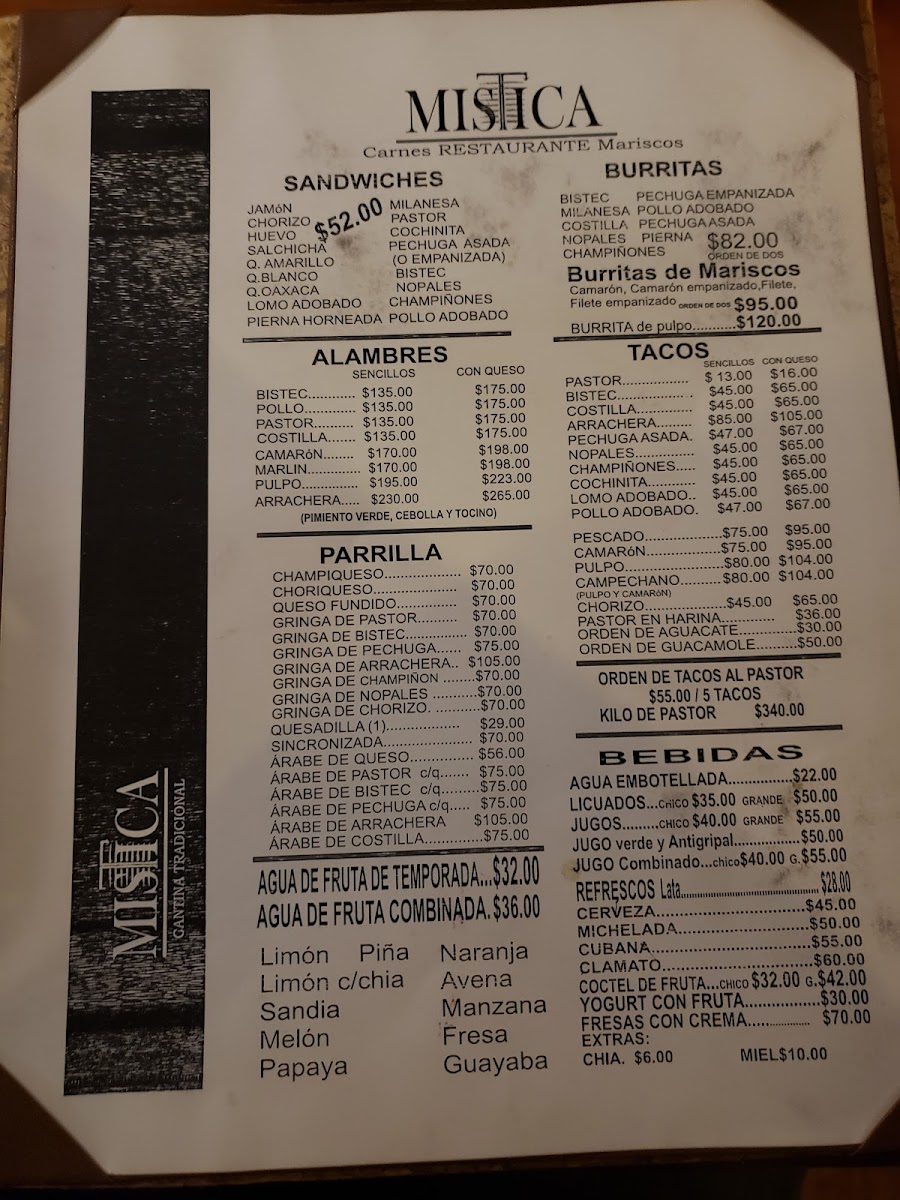 MISTICA
Carnes RESTAURANTE Mariscos
SANDWICHES
$52.00
JAMóN
CHORIZO
HUEVO
SALCHICHA
Q. AMARILLO
Q.BLANCO
Q.OAXACA
LOMO ADOBADO
PIERNA HORNEADA
MILANESA
PASTOR
COCHINITA
PECHUGA ASADA
(O EMPANIZADA)
BISTEC
NOPALES
CHAMPIÑONES
POLLO ADOBADO
ALAMBRES
SENCILLOS CON QUESO
BISTEC............ $135.00 $175.00
POLLO............. $135.00 $175.00
PASTOR.......... $135.00 $175.00
COSTILLA....... $135.00 $175.00
CAMARóN........ $170.00 $198.00
MARLIN............. $170.00 $198.00
PULPO............... $195.00 $223.00
ARRACHERA..... $230.00 $265.00
(PIMIENTO VERDE, CEBOLLA Y TOCINO)
PARRILLA
CHAMPIQUESO.................... $70.00
CHORIQUESO...................... $70.00
QUESO FUNDIDO................ $70.00
GRINGA DE PASTOR.......... $70.00
GRINGA DE BISTEC................ $70.00
GRINGA DE PECHUGA...... $75.00
GRINGA DE ARRACHERA.. $105.00
GRINGA DE CHAMPIÑON ........$70.00
GRINGA DE NOPALES ...........$70.00
GRINGA DE CHORIZO. ...........$70.00
QUESADILLA (1)................... $29.00
SINCRONIZADA....................... $70.00
ÁRABE DE QUESO................ $56.00
ÁRABE DE PASTOR c/q....... $75.00
ÁRABE DE BISTEC c/q.........$75.00
ÁRABE DE PECHUGA c/q..... $75.00
ÁRABE DE ARRACHERA $105.00
ÁRABE DE COSTILLA..............$75.00
AGUA DE FRUTA DE TEMPORADA...$32.00
AGUA DE FRUTA COMBINADA. $36.00
Limón Piña Naranja
Limón c/chia Avena
Sandia Manzana
Melón Fresa
Papaya Guayaba
BURRITAS
BISTEC PECHUGA EMPANIZADA
MILANESA POLLO ADOBADO
COSTILLA PECHUGA ASADA
NOPALES PIERNA $82.00
CHAMPIÑONES ORDEN DE DOS
Burritas de Mariscos
Camarón, Camarón empanizado,Filete,
Filete empanizado ORDEN DE DOS $95.00
BURRITA de pulpo...........$120.00
TACOS
SENCILLOS CON QUESO
PASTOR................. $ 13.00 $16.00
BISTEC.................. . $45.00 $65.00
COSTILLA.............. $45.00 $65.00
ARRACHERA......... $85.00 $105.00
PECHUGA ASADA. $47.00 $67.00
NOPALES............... $45.00 $65.00
CHAMPIÑONES..... $45.00 $65.00
COCHINITA............ $45.00 $65.00
LOMO ADOBADO.. $45.00 $65.00
POLLO ADOBADO. $47.00 $67.00
PESCADO....................$75.00 $95.00
CAMARóN...................$75.00 $95.00
PULPO.........................$80.00 $104.00
CAMPECHANO..........$80.00 $104.00
(PULPO Y CAMARóN)
CHORIZO.....................$45.00 $65.00
PASTOR EN HARINA............. $36.00
ORDEN DE AGUACATE..............$30.00
ORDEN DE GUACAMOLE..........$50.00
ORDEN DE TACOS AL PASTOR
$55.00 / 5 TACOS
KILO DE PASTOR $340.00
BEBIDAS
AGUA EMBOTELLADA................$22.00
LICUADOS...CHICO $35.00 GRANDE $50.00
JUGOS.........CHICO $40.00 GRANDE $55.00
JUGO verde y Antigripal.................$50.00
JUGO Combinado...chico$40.00 G.$55.00
REFRESCOS Lata......................................$28.00
CERVEZA.....................................$45.00
MICHELADA.................................$50.00
CUBANA.......................................$55.00
CLAMATO.....................................$60.00
COCTEL DE FRUTA...CHICO $32.00 G.$42.00
YOGURT CON FRUTA..................$30.00
FRESAS CON CREMA.................. $70.00
EXTRAS:
CHIA. $6.00 MIEL$10.00
MISTICA
CANTINA TRADICIONAL